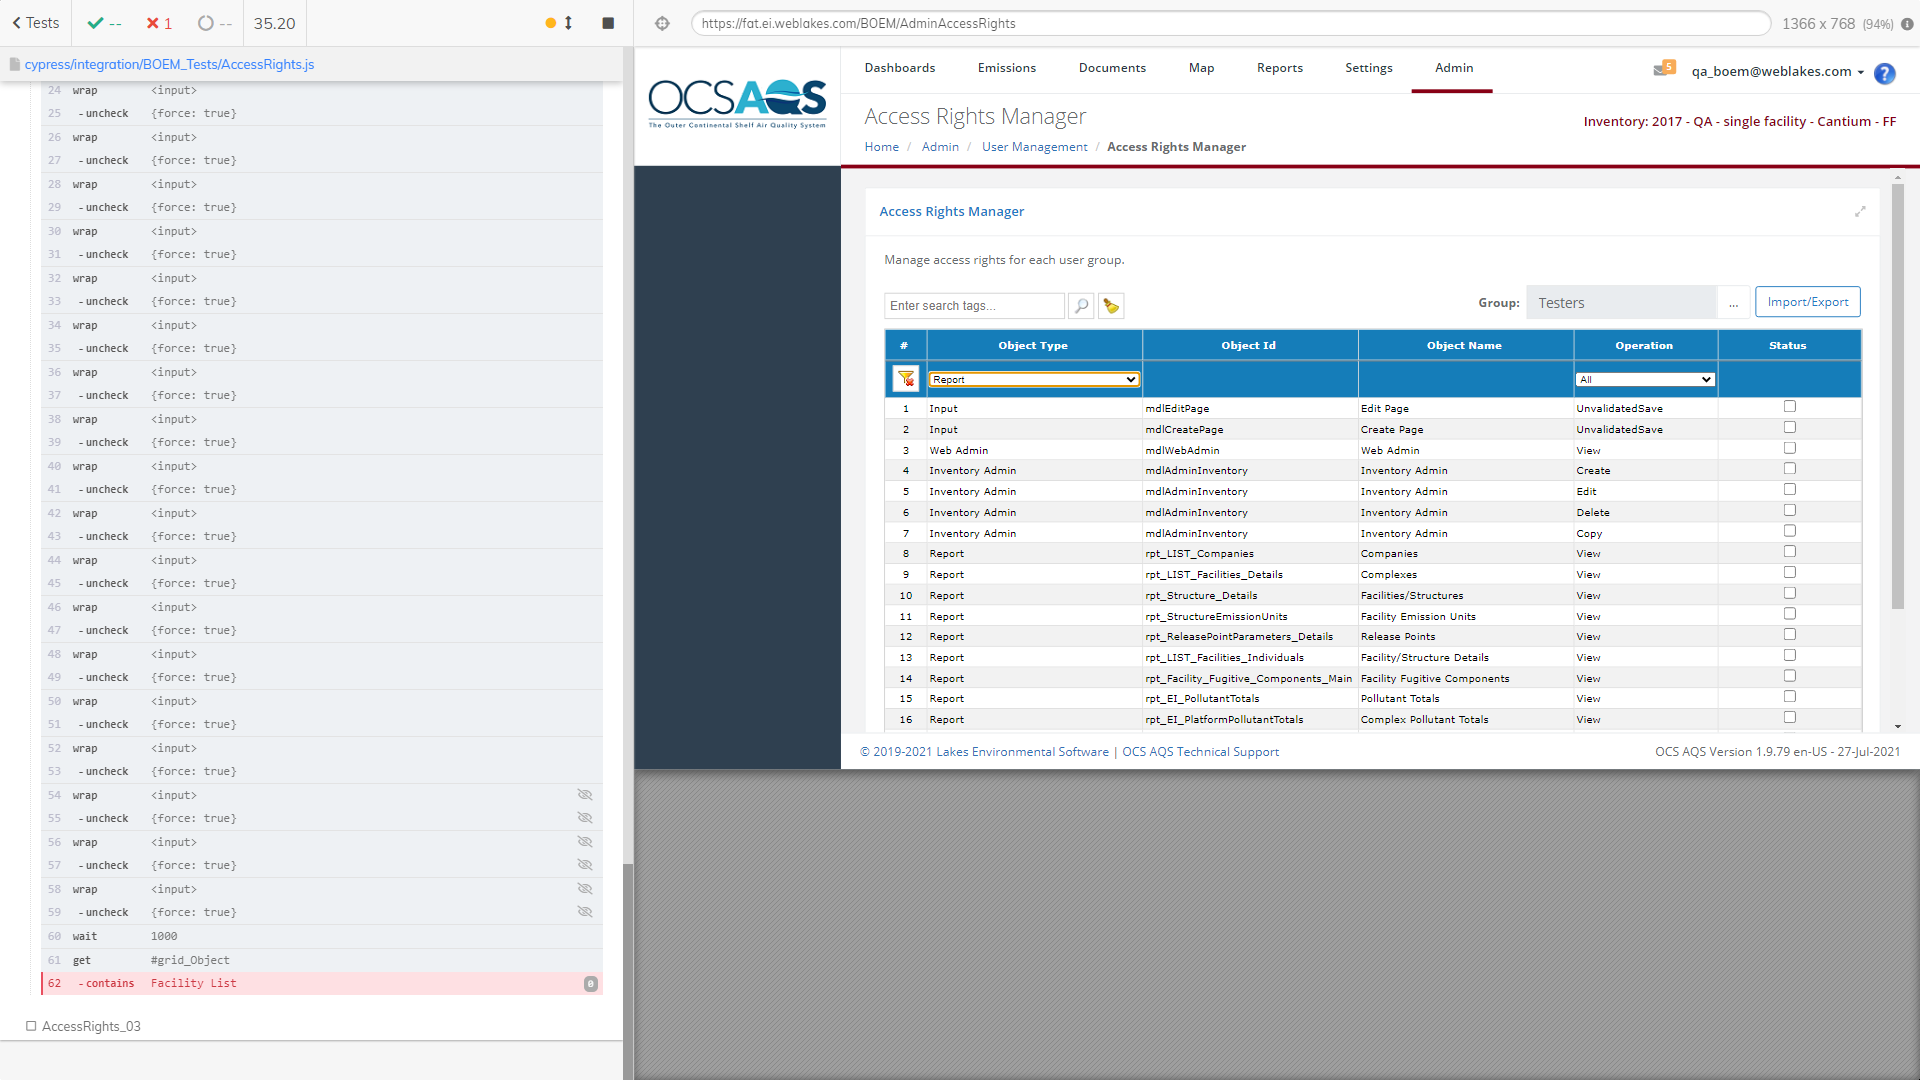 Tests
--
1
--
35.20
https://fat.ei.weblakes.com/BOEM/AdminAccessRights
1366 x 768 (94%)
cypress/integration/BOEM_Tests/AccessRights.js
24 wrap <input>
25 - uncheck {force: true}
26 wrap <input>
27 - uncheck {force: true}
28 wrap <input>
29 - uncheck {force: true}
30 wrap <input>
31 - uncheck {force: true}
32 wrap <input>
33 - uncheck {force: true}
34 wrap <input>
35 - uncheck {force: true}
36 wrap <input>
37 - uncheck {force: true}
38 wrap <input>
39 - uncheck {force: true}
40 wrap <input>
41 - uncheck {force: true}
42 wrap <input>
43 - uncheck {force: true}
44 wrap <input>
45 - uncheck {force: true}
46 wrap <input>
47 - uncheck {force: true}
48 wrap <input>
49 - uncheck {force: true}
50 wrap <input>
51 - uncheck {force: true}
52 wrap <input>
53 - uncheck {force: true}
54 wrap <input>
55 - uncheck {force: true}
56 wrap <input>
57 - uncheck {force: true}
58 wrap <input>
59 - uncheck {force: true}
60 wait 1000
61 get #grid_Object
62 - contains Facility List 0
AccessRights_03
OCSAQS
The Outer Continental Shelf Air Quality System
Dashboards Emissions Documents Map Reports Settings Admin
5 qa_boem@weblakes.com ?
Access Rights Manager
Inventory: 2017 - QA - single facility - Cantium - FF
Home / Admin / User Management / Access Rights Manager
Access Rights Manager
Manage access rights for each user group.
Enter search tags...
Group: Testers ... Import/Export
# Object Type Object Id Object Name Operation Status
Report All
1 Input mdlEditPage Edit Page UnvalidatedSave
2 Input mdlCreatePage Create Page UnvalidatedSave
3 Web Admin mdlWebAdmin Web Admin View
4 Inventory Admin mdlAdminInventory Inventory Admin Create
5 Inventory Admin mdlAdminInventory Inventory Admin Edit
6 Inventory Admin mdlAdminInventory Inventory Admin Delete
7 Inventory Admin mdlAdminInventory Inventory Admin Copy
8 Report rpt_LIST_Companies Companies View
9 Report rpt_LIST_Facilities_Details Complexes View
10 Report rpt_Structure_Details Facilities/Structures View
11 Report rpt_StructureEmissionUnits Facility Emission Units View
12 Report rpt_ReleasePointParameters_Details Release Points View
13 Report rpt_LIST_Facilities_Individuals Facility/Structure Details View
14 Report rpt_Facility_Fugitive_Components_Main Facility Fugitive Components View
15 Report rpt_EI_PollutantTotals Pollutant Totals View
16 Report rpt_EI_PlatformPollutantTotals Complex Pollutant Totals View
© 2019-2021 Lakes Environmental Software | OCS AQS Technical Support
OCS AQS Version 1.9.79 en-US - 27-Jul-2021